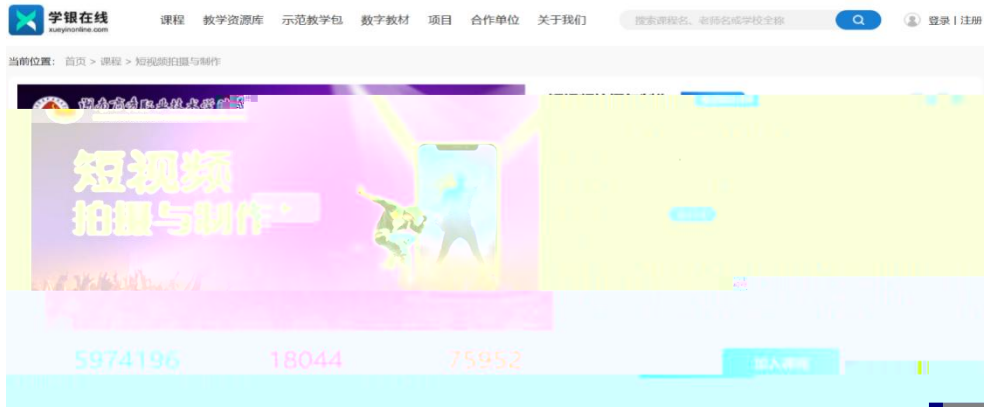 学银在线 课程 教学资源库 示范教学包 数字教材 项目 合作单位 关于我们 搜索课程名、老师名或学校全称 登录 | 注册
xueyinonline.com
当前位置： 首页 > 课程 > 短视频拍摄与制作
短视频
拍摄与制作
5974196 18044 75952 加入课程